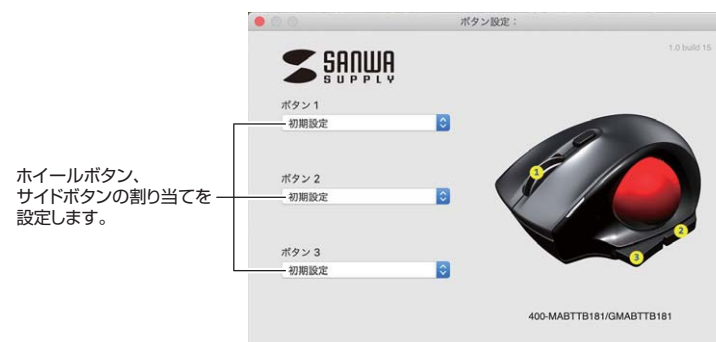 ボタン設定：
1.0 build 15
SANWA
SUPPLY
ボタン 1
初期設定
ボタン 2
初期設定
ボタン 3
初期設定
ホイールボタン、
サイドボタンの割り当てを
設定します。
1
2
3
400-MABTTB181/GMABTTB181